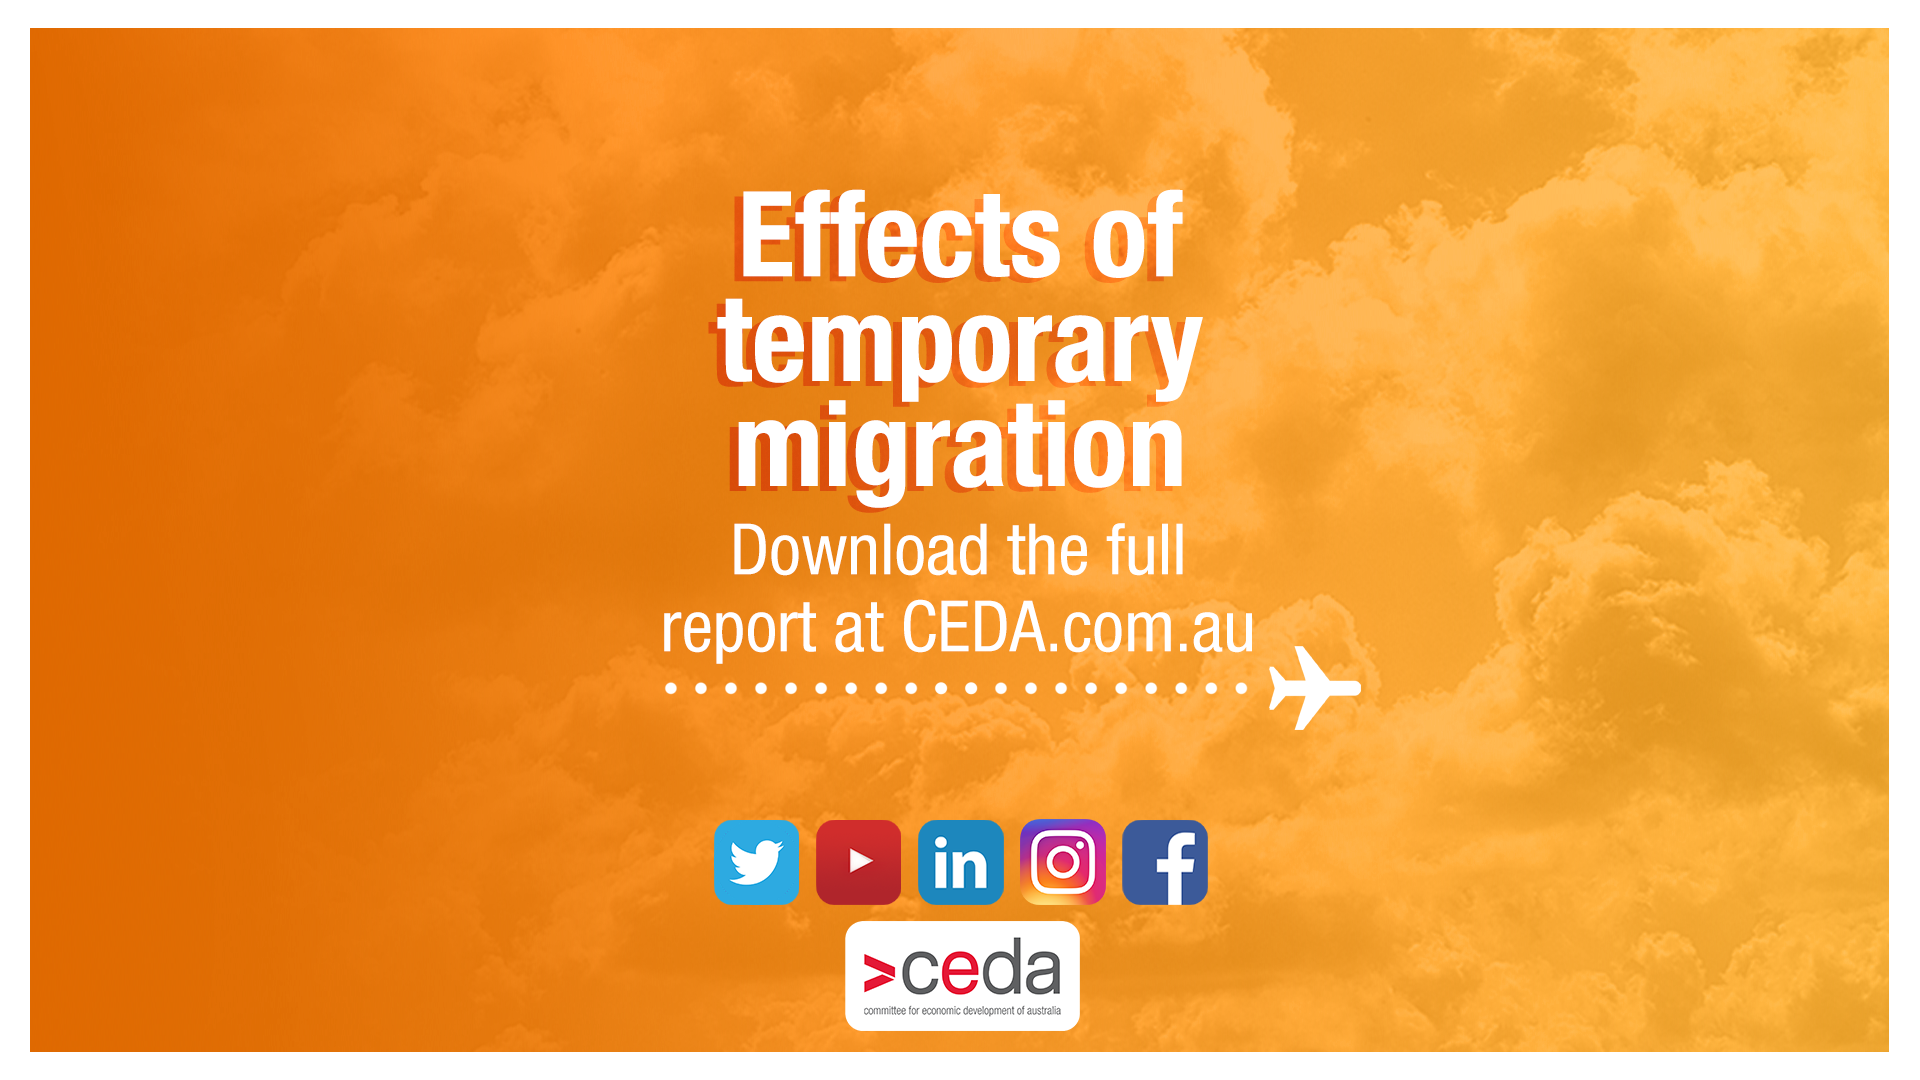 Effects of
temporary
migration
Download the full
report at CEDA.com.au
in
f
>ceda
committee for economic development of australia